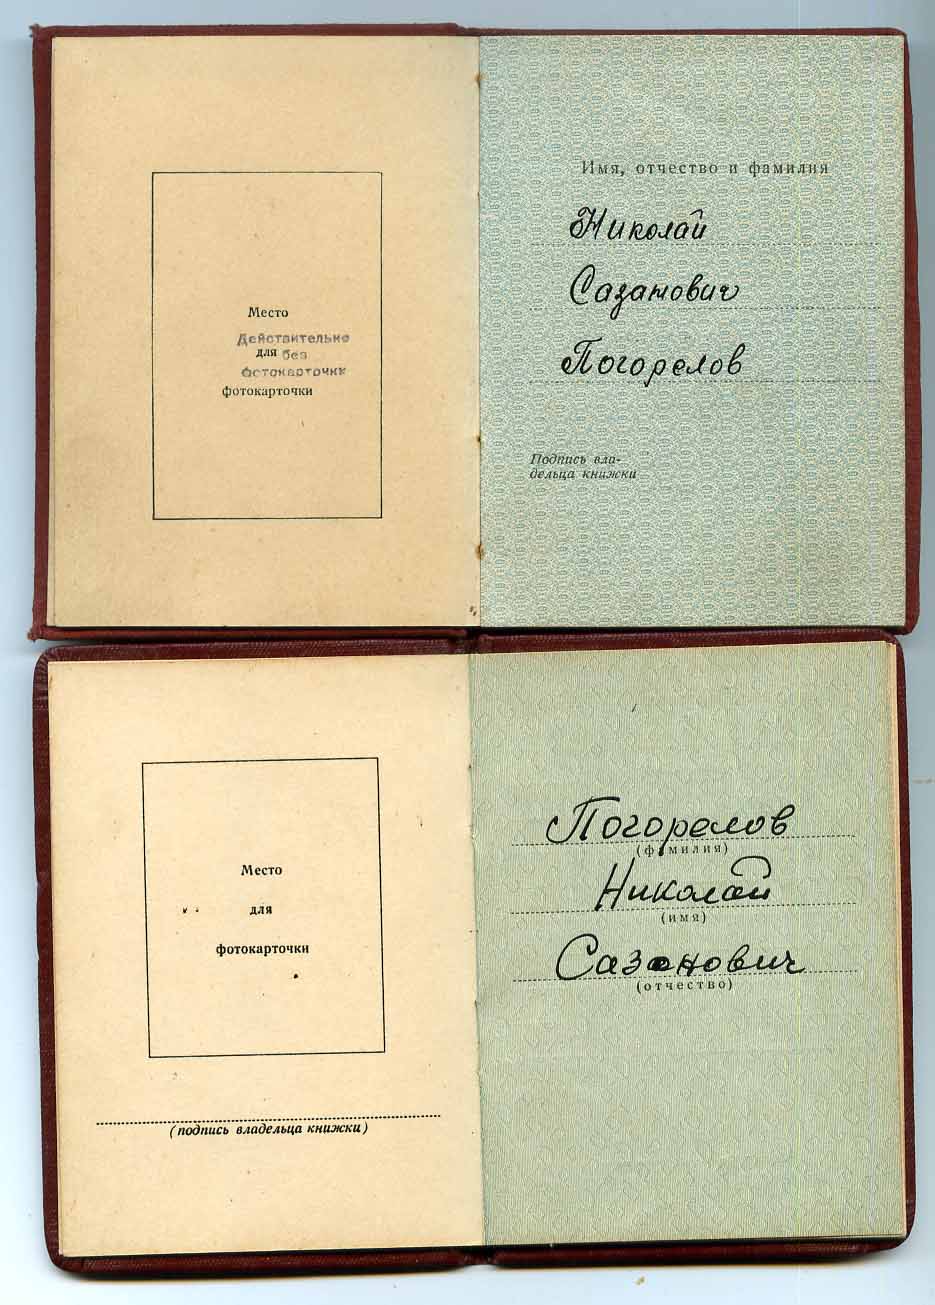 Место
Действительно
для без
фотокарточки
фотокарточки
Имя, отчество и фамилия
Николай
Сазанович
Погорелов
Подпись вла-
дельца книжки
Место
для
фотокарточки
(подпись владельца книжки)
Погорелов
(фамилия)
Николай
(имя)
Сазонович
(отчество)